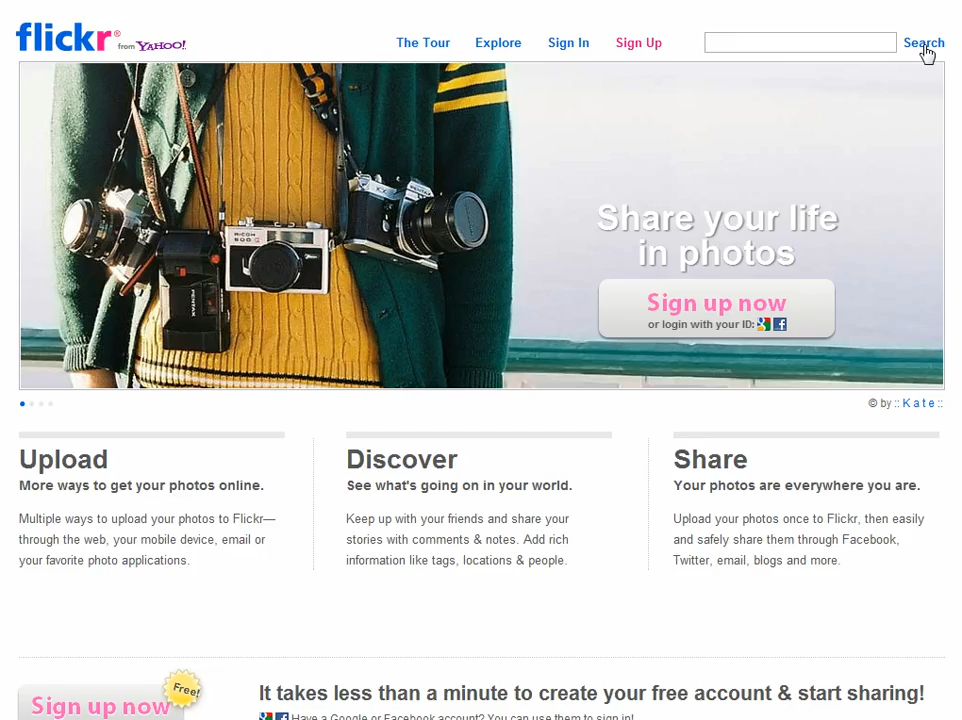 flickr® from YAHOO!
The Tour Explore Sign In Sign Up Search
RICOH
PENTAX
PENTAX
Share your life
in photos
Sign up now
or login with your ID:
© by :: K a t e ::
Upload
More ways to get your photos online.
Multiple ways to upload your photos to Flickr—
through the web, your mobile device, email or
your favorite photo applications.
Discover
See what's going on in your world.
Keep up with your friends and share your
stories with comments & notes. Add rich
information like tags, locations & people.
Share
Your photos are everywhere you are.
Upload your photos once to Flickr, then easily
and safely share them through Facebook,
Twitter, email, blogs and more.
Sign up now
Free!
It takes less than a minute to create your free account & start sharing!
Have a Google or Facebook account? You can use them to sign in!